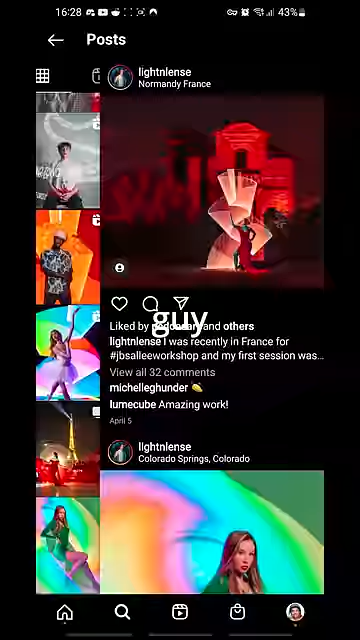 16:28
43%
Posts
lightnlense
Normandy France
guy
Liked by and others
lightnlense I was recently in France for
#jbsalleeworkshop and my first session was...
View all 32 comments
michelleghunder
lumecube Amazing work!
April 5
lightnlense
Colorado Springs, Colorado